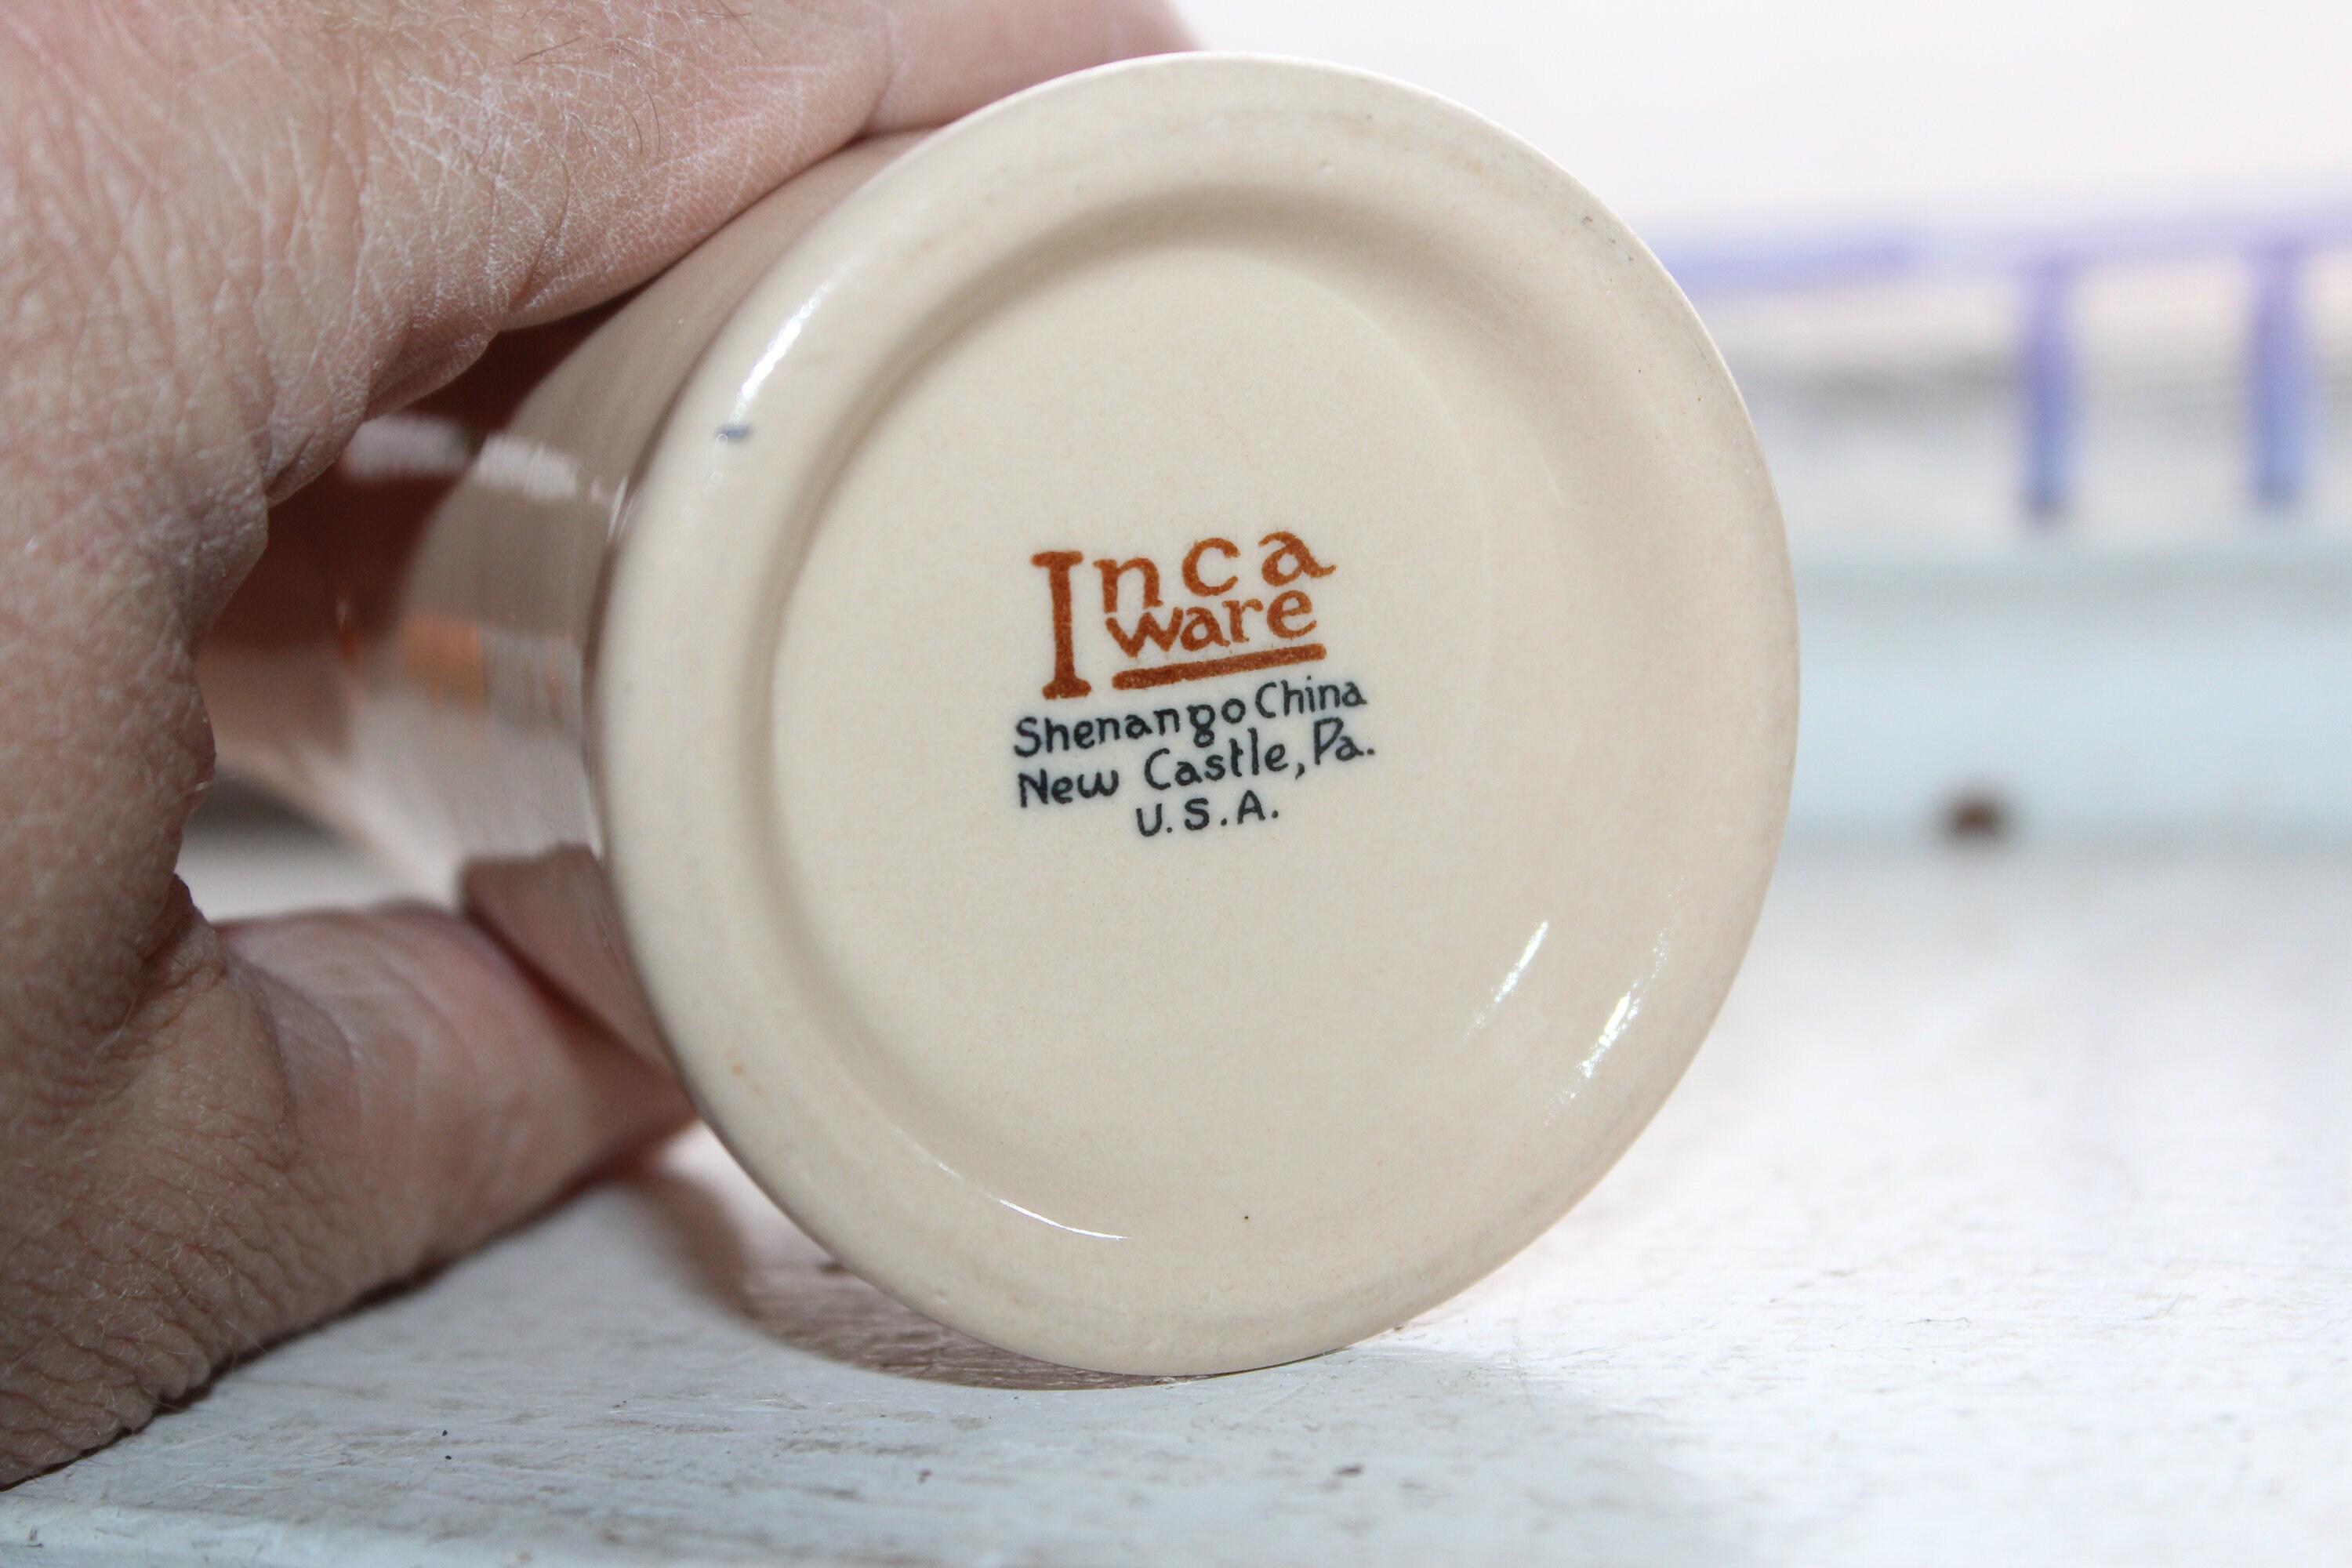 Inca
ware
Shenango China
New Castle, Pa.
U.S.A.